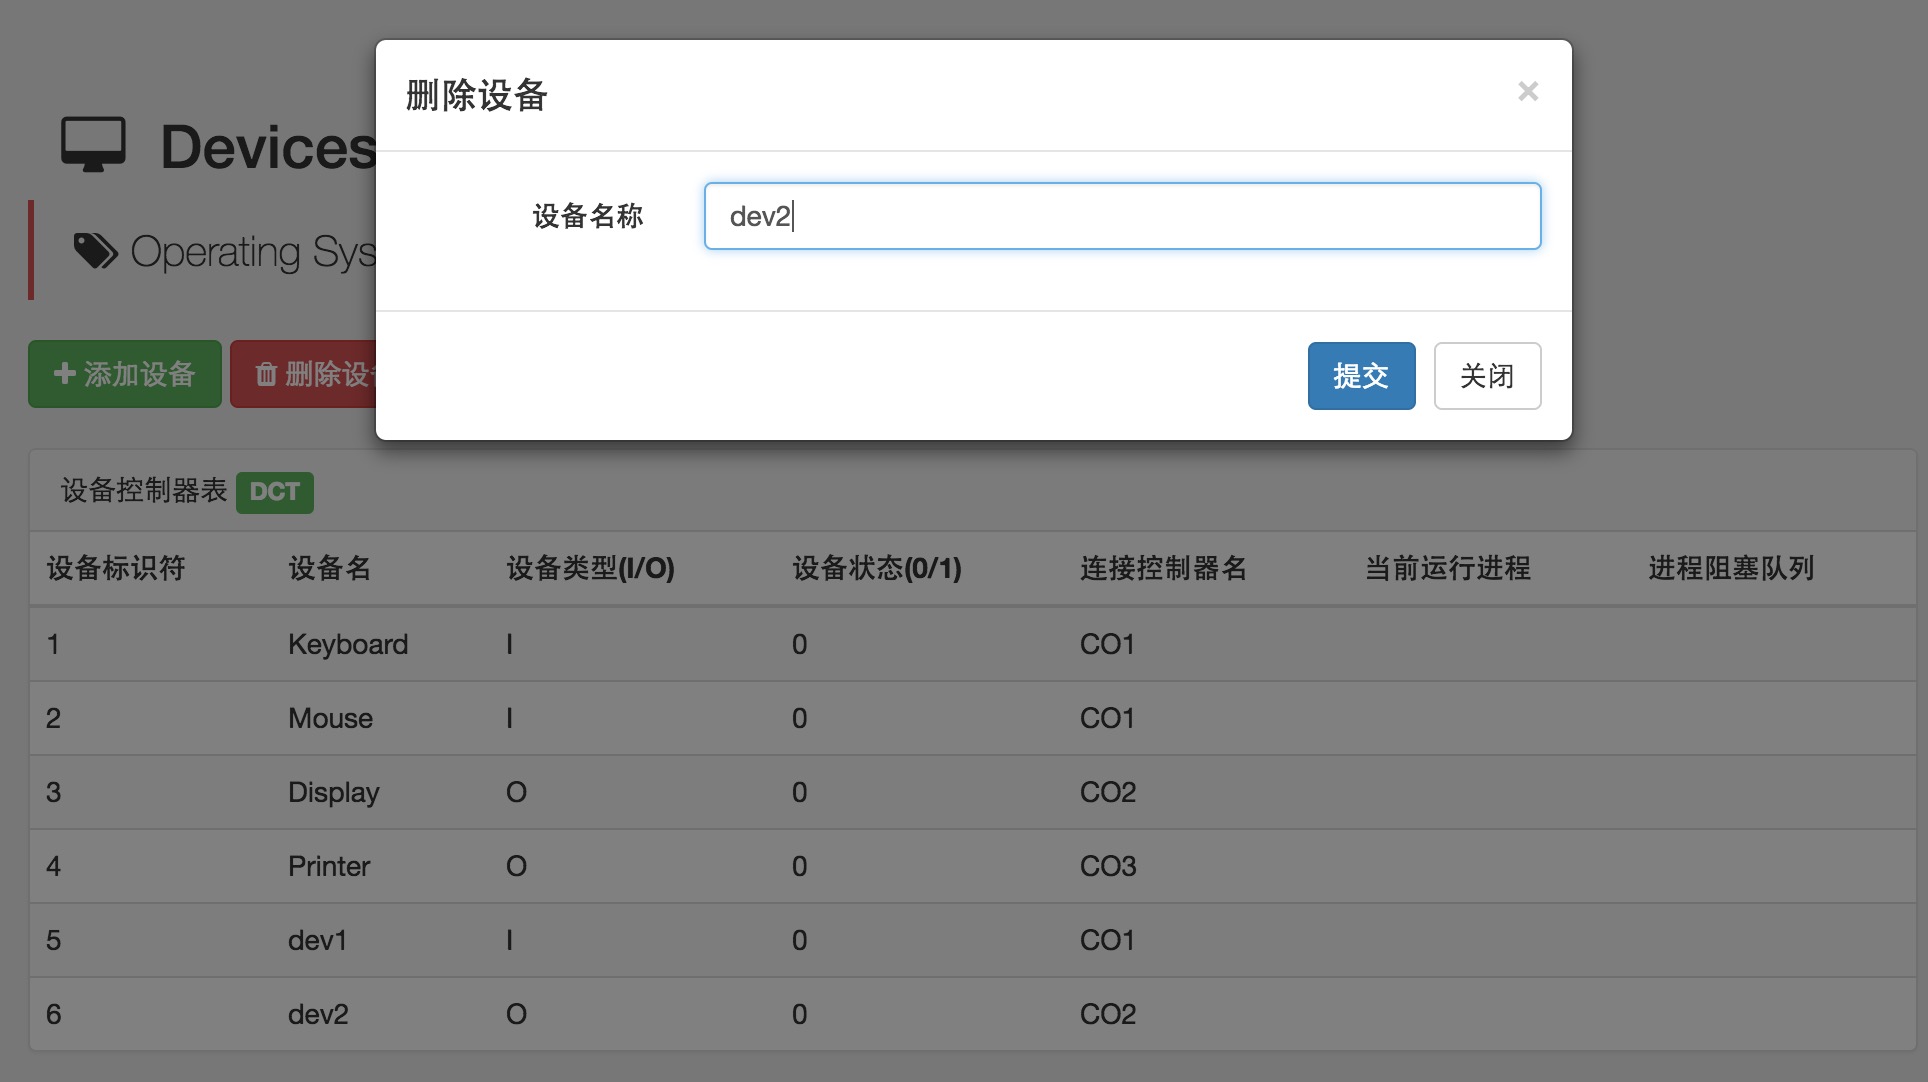 删除设备 ×
Devices
设备名称 dev2
Operating Sys
添加设备 删除设
提交 关闭
设备控制器表 DCT
设备标识符 设备名 设备类型(I/O) 设备状态(0/1) 连接控制器名 当前运行进程 进程阻塞队列
1 Keyboard I 0 CO1
2 Mouse I 0 CO1
3 Display O 0 CO2
4 Printer O 0 CO3
5 dev1 I 0 CO1
6 dev2 O 0 CO2